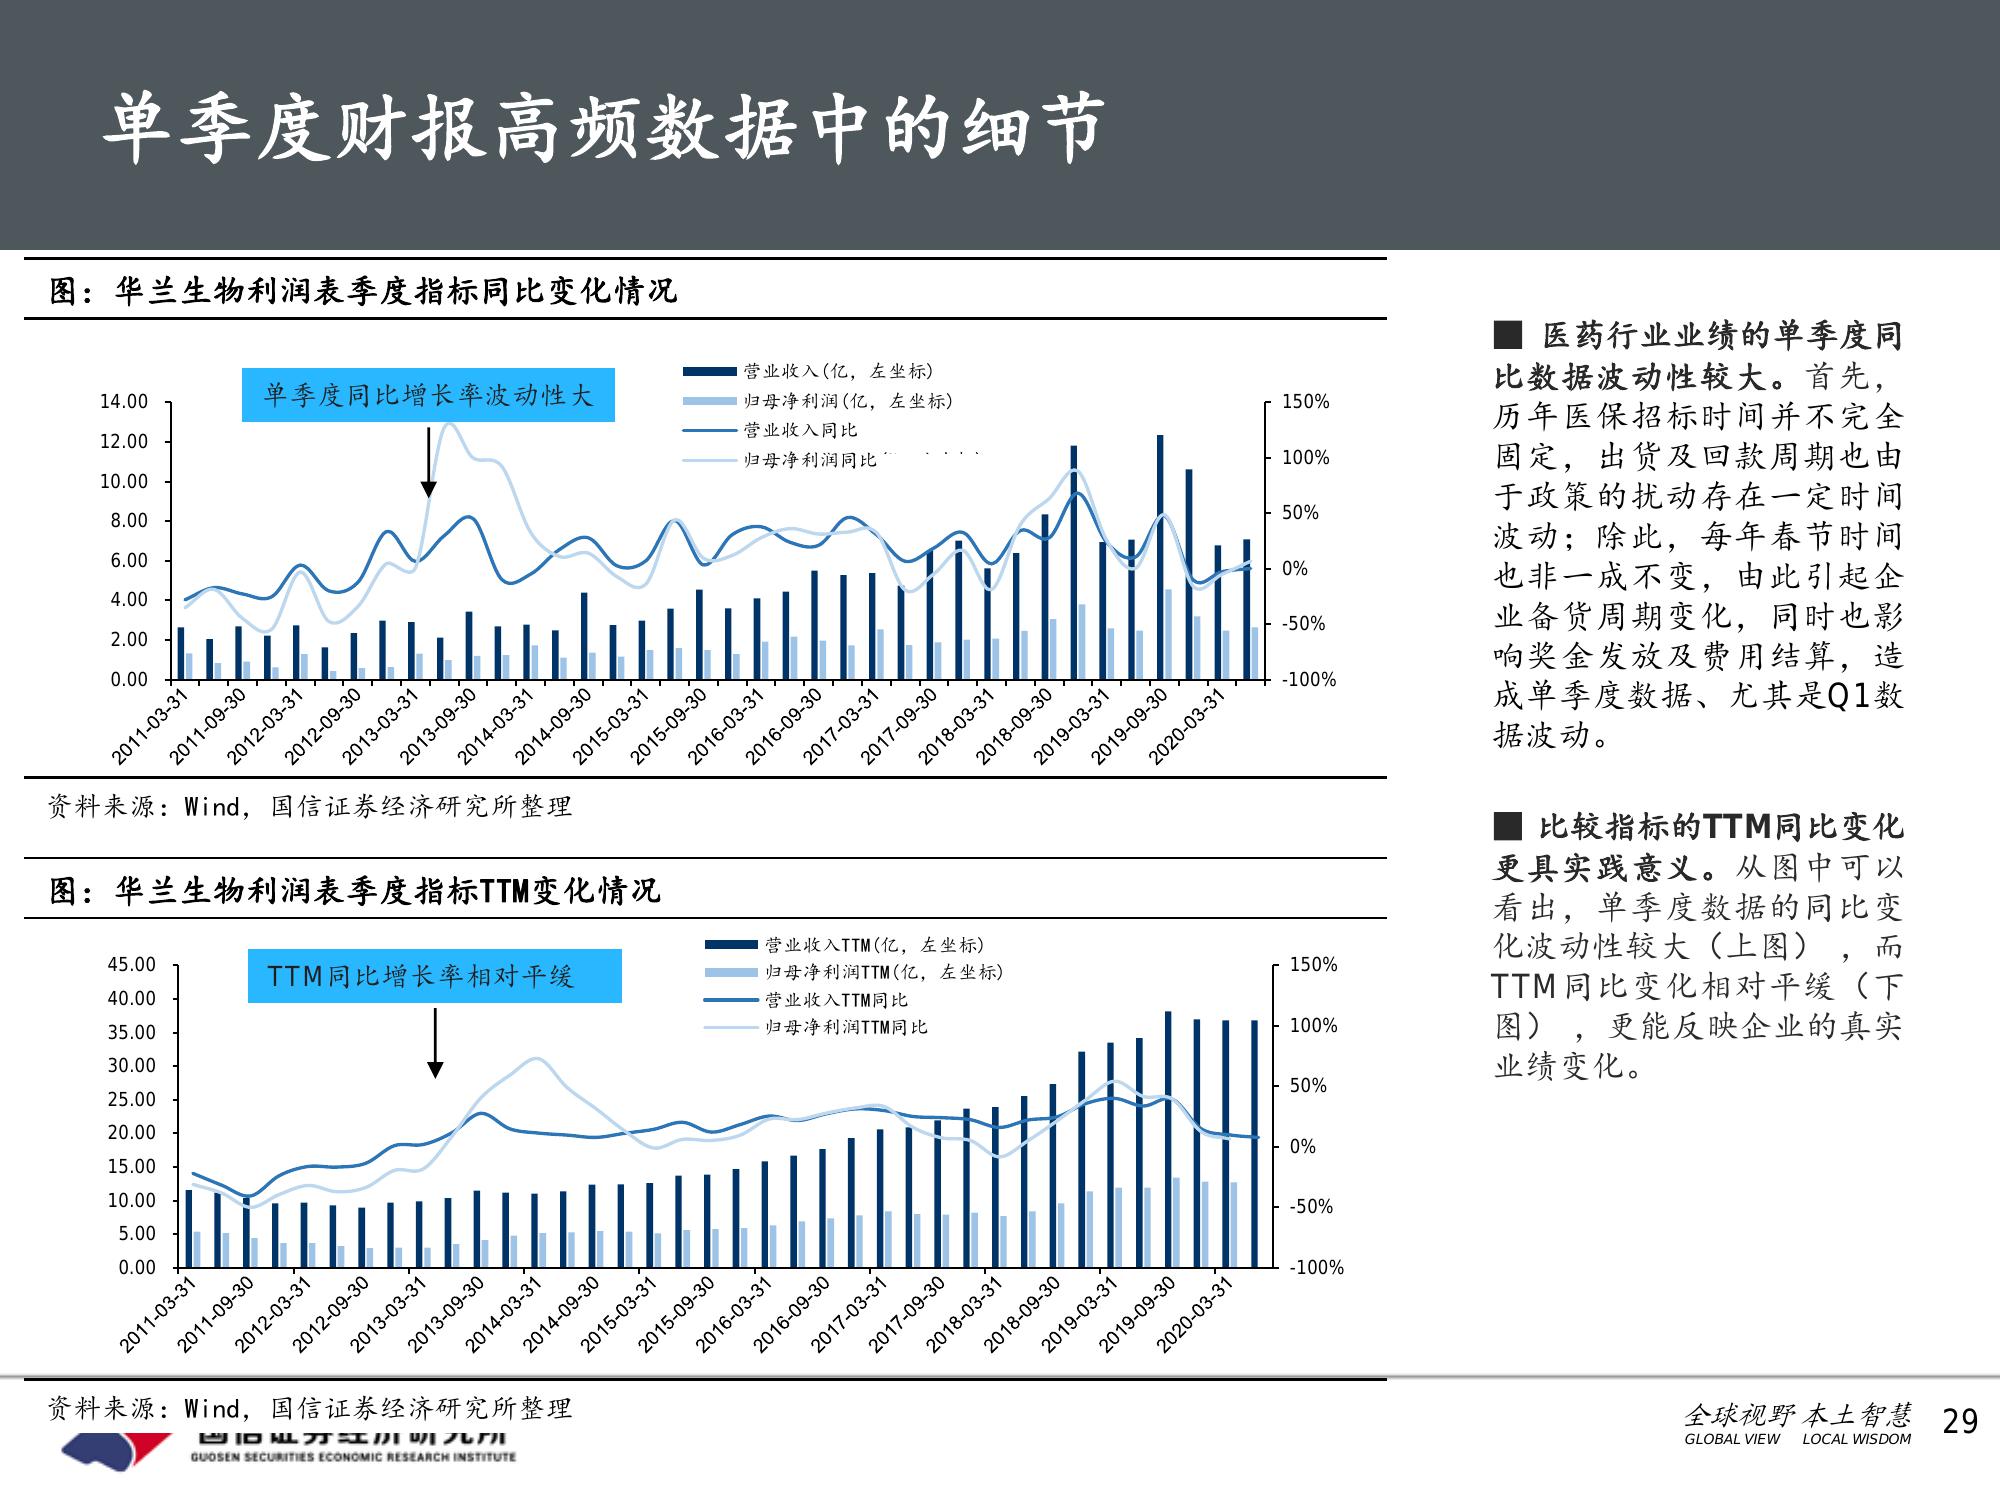 单季度财报高频数据中的细节
图：华兰生物利润表季度指标同比变化情况
单季度同比增长率波动性大
营业收入(亿，左坐标)
归母净利润(亿，左坐标)
营业收入同比
归母净利润同比
14.00
12.00
10.00
8.00
6.00
4.00
2.00
0.00
150%
100%
50%
0%
-50%
-100%
2011-03-31
2011-09-30
2012-03-31
2012-09-30
2013-03-31
2013-09-30
2014-03-31
2014-09-30
2015-03-31
2015-09-30
2016-03-31
2016-09-30
2017-03-31
2017-09-30
2018-03-31
2018-09-30
2019-03-31
2019-09-30
2020-03-31
资料来源：Wind，国信证券经济研究所整理
图：华兰生物利润表季度指标TTM变化情况
TTM同比增长率相对平缓
营业收入TTM(亿，左坐标)
归母净利润TTM(亿，左坐标)
营业收入TTM同比
归母净利润TTM同比
45.00
40.00
35.00
30.00
25.00
20.00
15.00
10.00
5.00
0.00
150%
100%
50%
0%
-50%
-100%
2011-03-31
2011-09-30
2012-03-31
2012-09-30
2013-03-31
2013-09-30
2014-03-31
2014-09-30
2015-03-31
2015-09-30
2016-03-31
2016-09-30
2017-03-31
2017-09-30
2018-03-31
2018-09-30
2019-03-31
2019-09-30
2020-03-31
资料来源：Wind，国信证券经济研究所整理
■ 医药行业业绩的单季度同
比数据波动性较大。首先，
历年医保招标时间并不完全
固定，出货及回款周期也由
于政策的扰动存在一定时间
波动；除此，每年春节时间
也非一成不变，由此引起企
业备货周期变化，同时也影
响奖金发放及费用结算，造
成单季度数据、尤其是Q1数
据波动。
■ 比较指标的TTM同比变化
更具实践意义。从图中可以
看出，单季度数据的同比变
化波动性较大（上图），而
TTM同比变化相对平缓（下
图），更能反映企业的真实
业绩变化。
国信证券经济研究所
GUOSEN SECURITIES ECONOMIC RESEARCH INSTITUTE
全球视野 本土智慧
GLOBAL VIEW LOCAL WISDOM
29